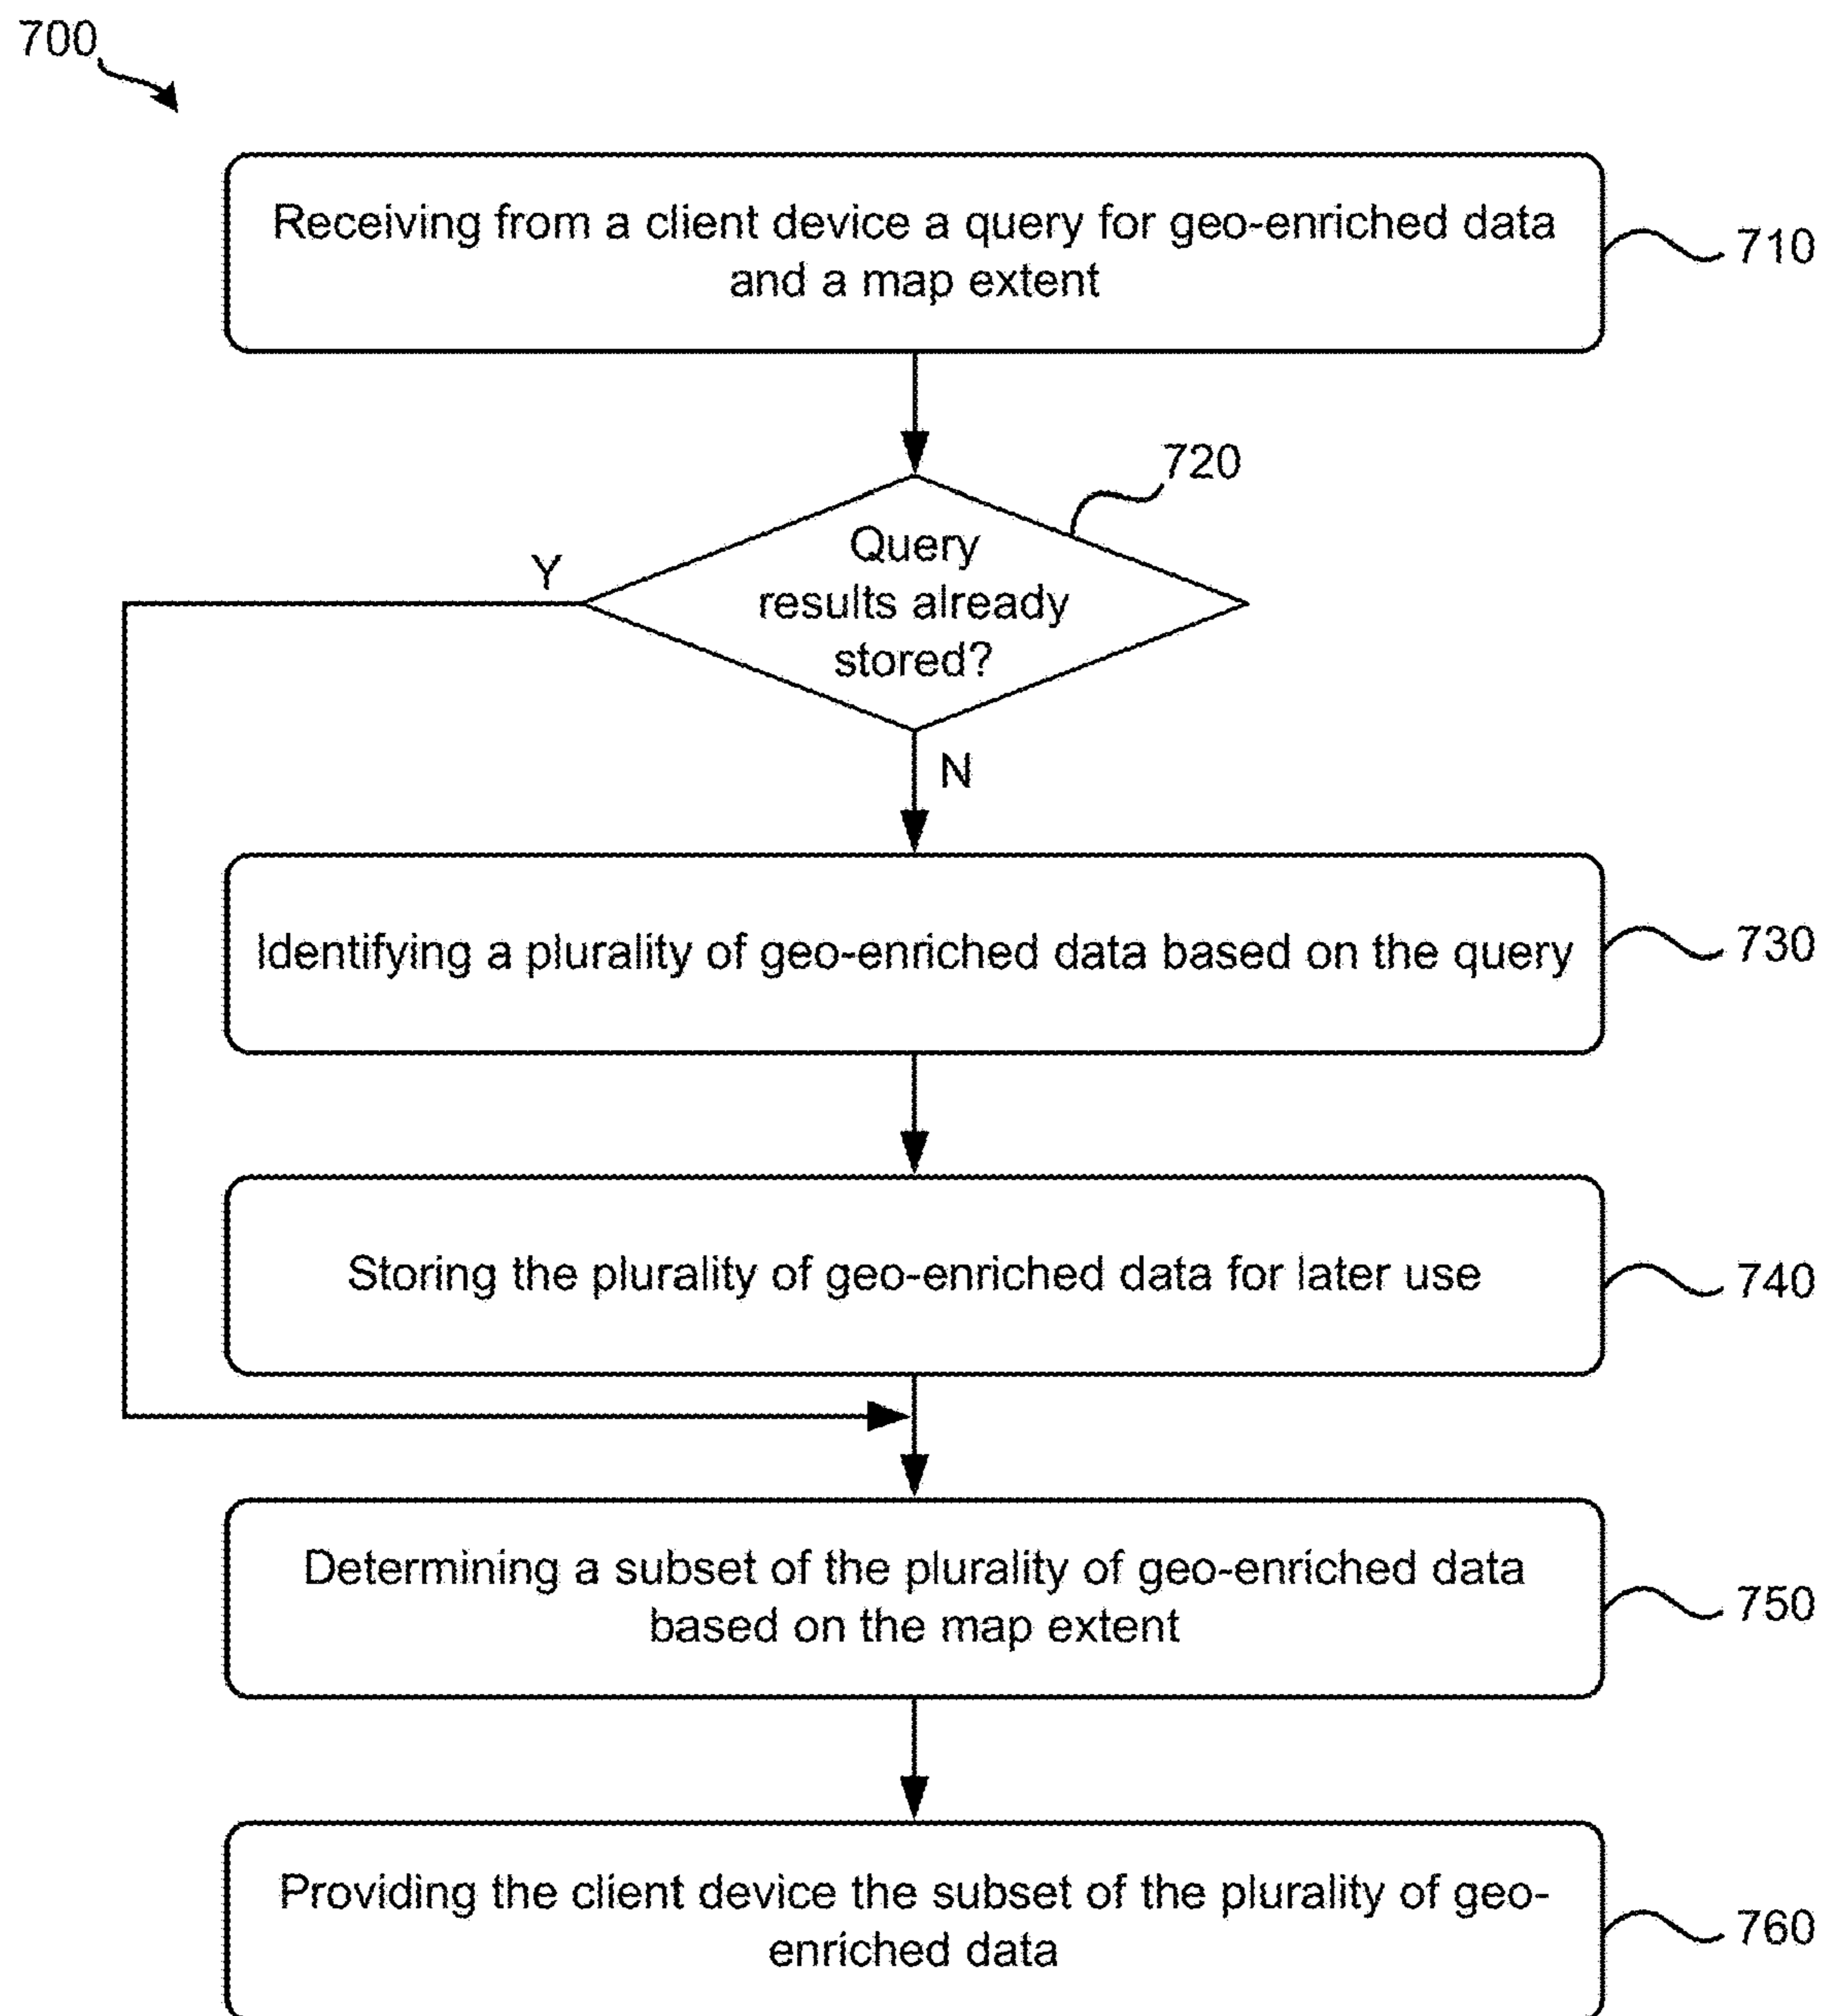 700
Receiving from a client device a query for geo-enriched data
and a map extent
710
720
Query
results already
stored?
Y
N
Identifying a plurality of geo-enriched data based on the query
730
Storing the plurality of geo-enriched data for later use
740
Determining a subset of the plurality of geo-enriched data
based on the map extent
750
Providing the client device the subset of the plurality of geo-
enriched data
760